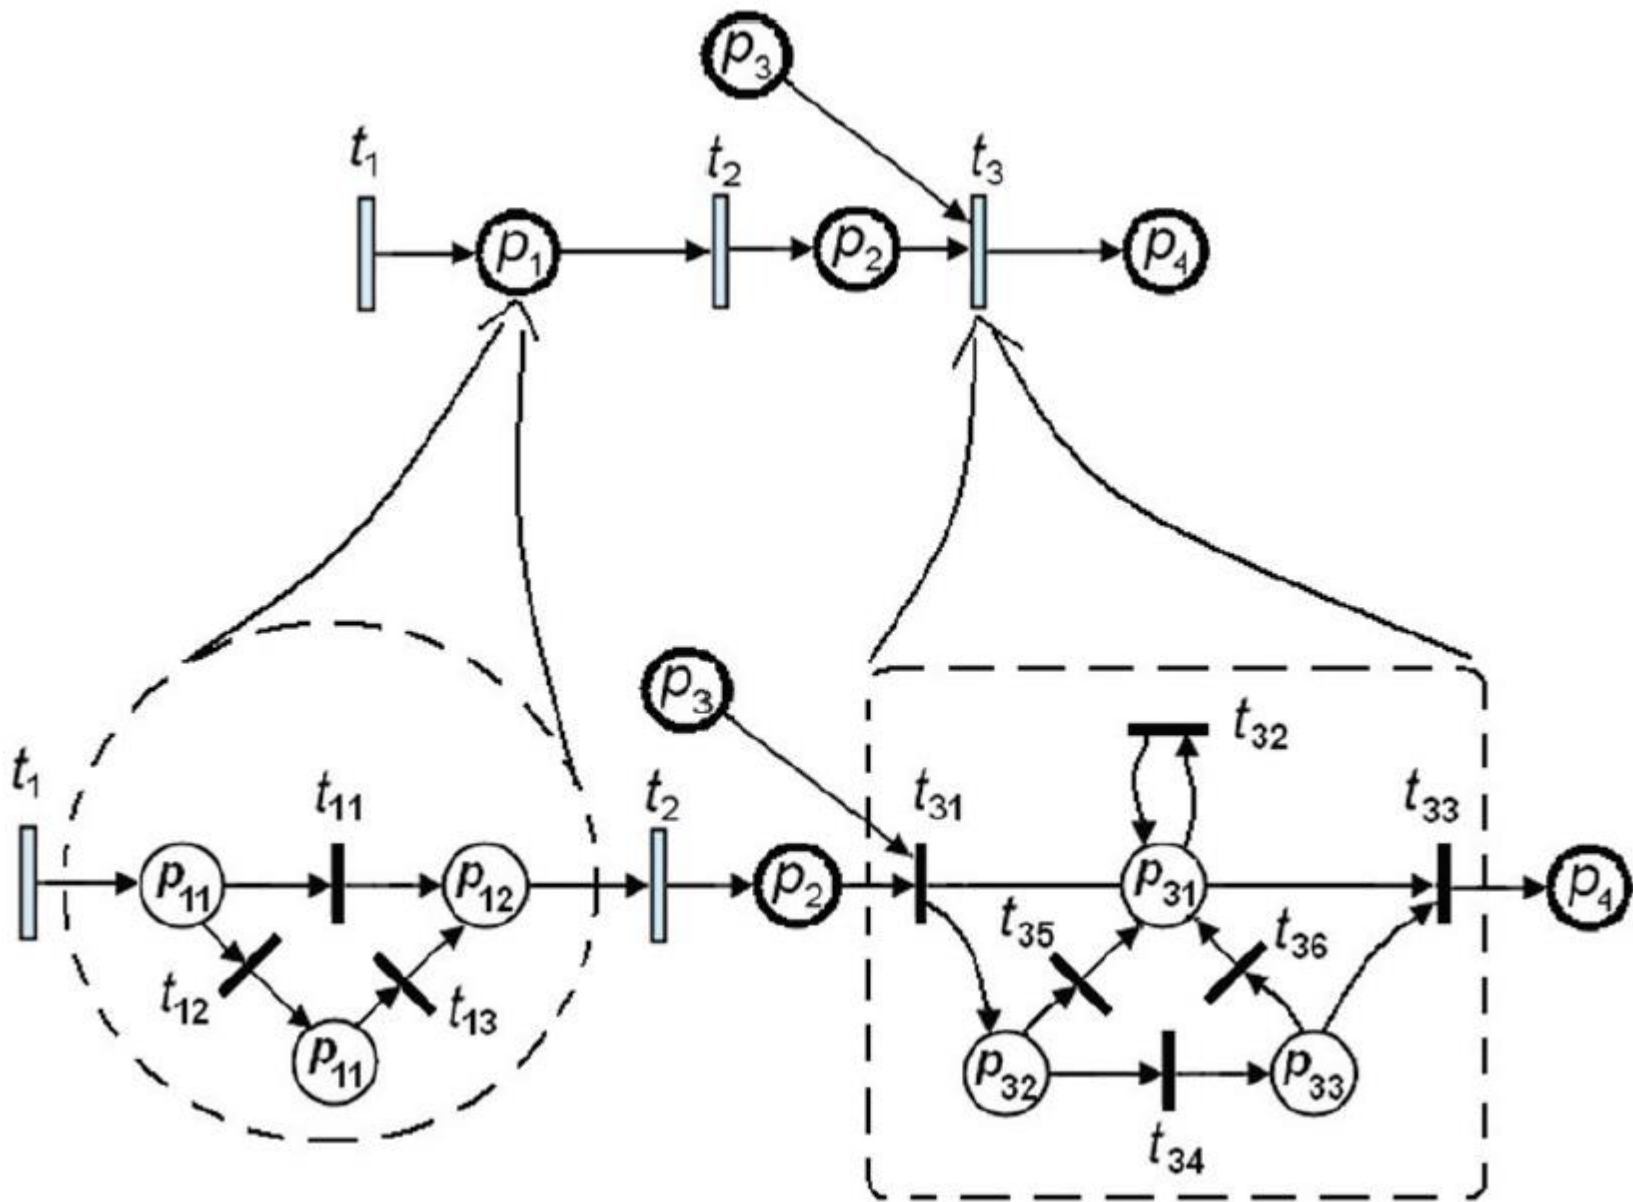 p₃
t₁
t₂
t₃
p₁
p₂
p₄
p₃
t₃₂
t₁
t₁₁
t₂
t₃₁
t₃₃
p₁₁
p₁₂
p₂
p₃₁
p₄
t₃₅
t₃₆
t₁₂
t₁₃
p₁₁
p₃₂
p₃₃
t₃₄